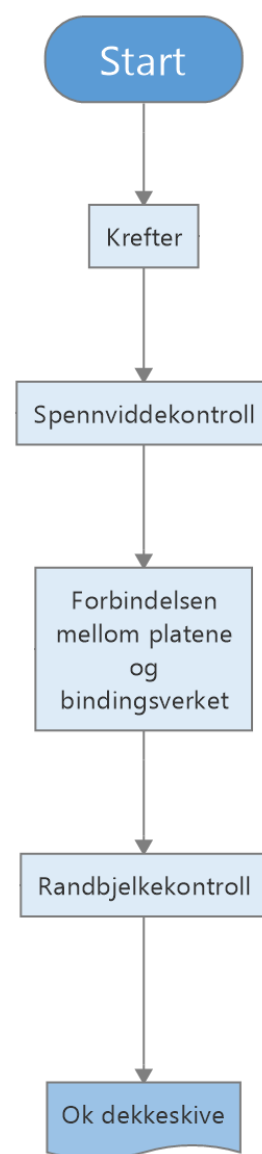 Start
Krefter
Spennviddekontroll
Forbindelsen
mellom platene
og
bindingsverket
Randbjelkekontroll
Ok dekkeskive